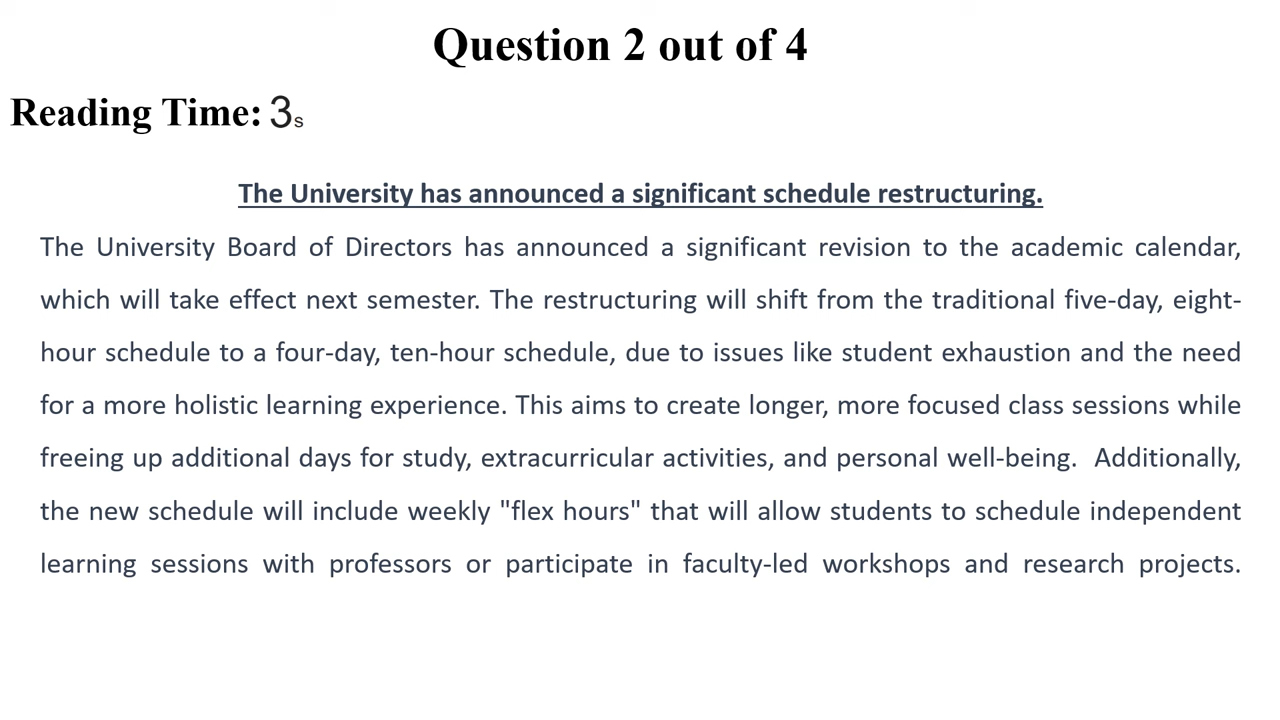 Question 2 out of 4
Reading Time: 3s
The University has announced a significant schedule restructuring.
The University Board of Directors has announced a significant revision to the academic calendar,
which will take effect next semester. The restructuring will shift from the traditional five-day, eight-
hour schedule to a four-day, ten-hour schedule, due to issues like student exhaustion and the need
for a more holistic learning experience. This aims to create longer, more focused class sessions while
freeing up additional days for study, extracurricular activities, and personal well-being.  Additionally,
the new schedule will include weekly "flex hours" that will allow students to schedule independent
learning sessions with professors or participate in faculty-led workshops and research projects.